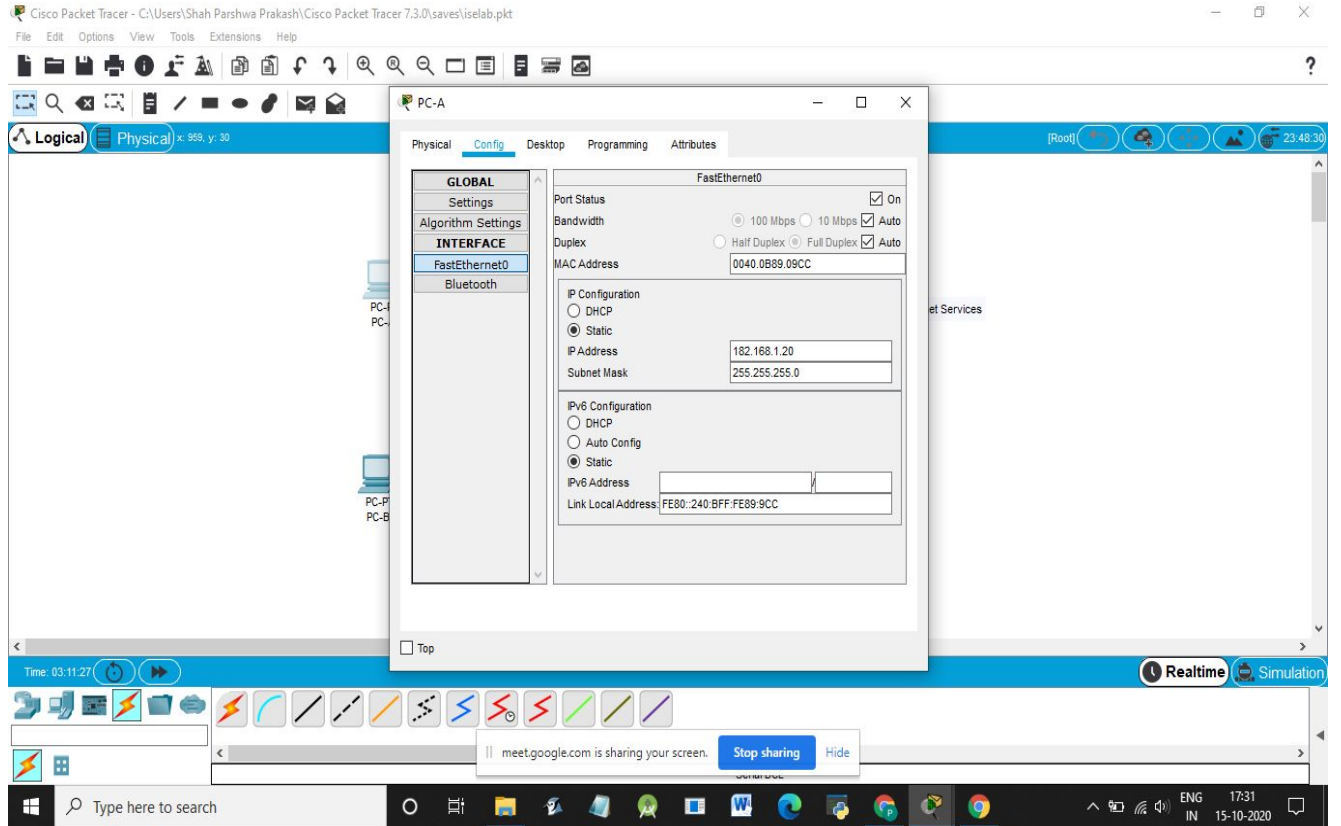 Cisco Packet Tracer - C:\Users\Shah Parshwa Prakash\Cisco Packet Tracer 7.3.0\saves\iselab.pkt
File Edit Options View Tools Extensions Help
?
PC-A
Logical
Physical x: 959, y: 30
[Root]
23:48:30
Physical Config Desktop Programming Attributes
GLOBAL
Settings
Algorithm Settings
INTERFACE
FastEthernet0
Bluetooth
FastEthernet0
Port Status On
Bandwidth 100 Mbps 10 Mbps Auto
Duplex Half Duplex Full Duplex Auto
MAC Address 0040.0B89.09CC
IP Configuration
DHCP
Static
IP Address 182.168.1.20
Subnet Mask 255.255.255.0
IPv6 Configuration
DHCP
Auto Config
Static
IPv6 Address /
Link Local Address: FE80::240:BFF:FE89:9CC
PC-
PC-
et Services
PC-P
PC-B
Top
Time: 03:11:27
Realtime
Simulation
meet.google.com is sharing your screen.
Stop sharing
Hide
Type here to search
ENG
IN
17:31
15-10-2020